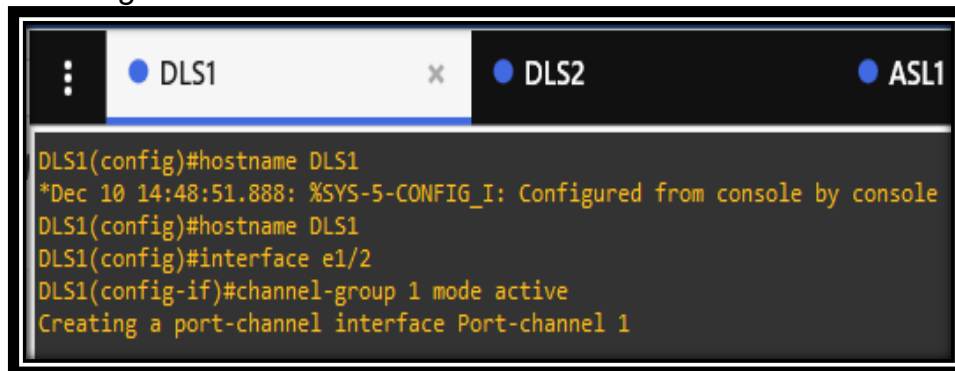 DLS1 × DLS2 ASL1
DLS1(config)#hostname DLS1
*Dec 10 14:48:51.888: %SYS-5-CONFIG_I: Configured from console by console
DLS1(config)#hostname DLS1
DLS1(config)#interface e1/2
DLS1(config-if)#channel-group 1 mode active
Creating a port-channel interface Port-channel 1